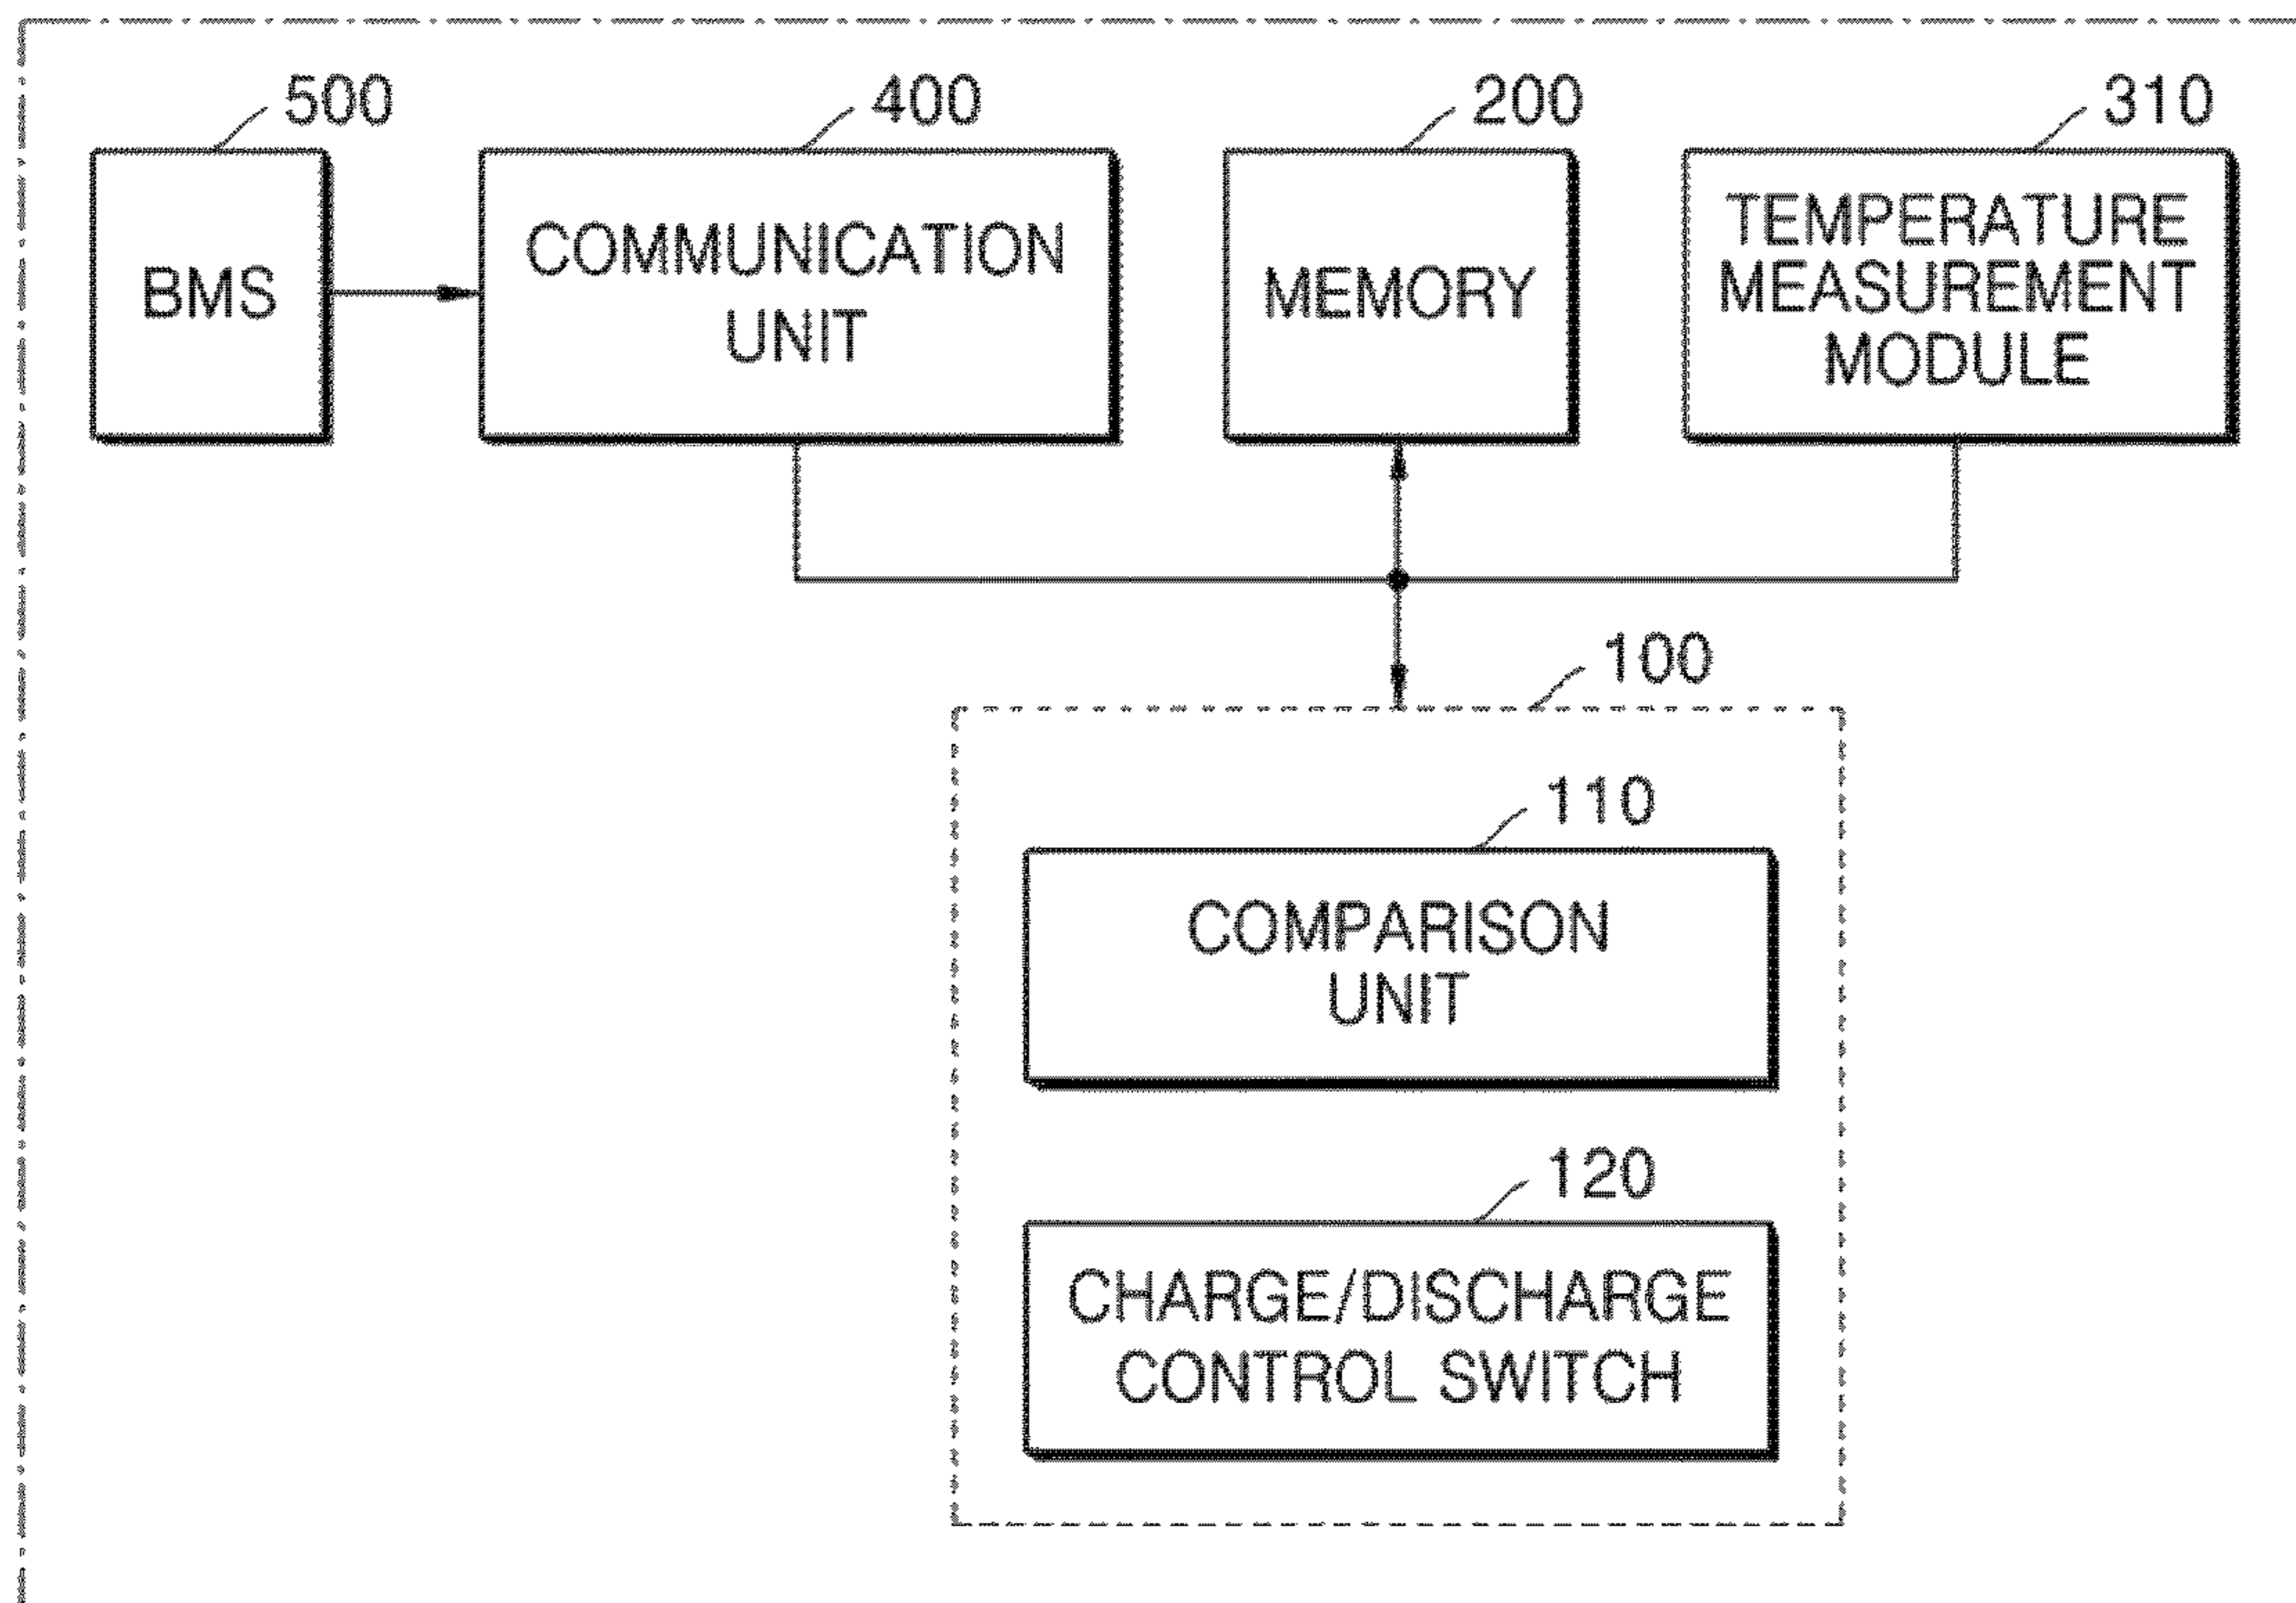 500
400
200
310
BMS
COMMUNICATION
UNIT
MEMORY
TEMPERATURE
MEASUREMENT
MODULE
100
110
COMPARISON
UNIT
120
CHARGE/DISCHARGE
CONTROL SWITCH